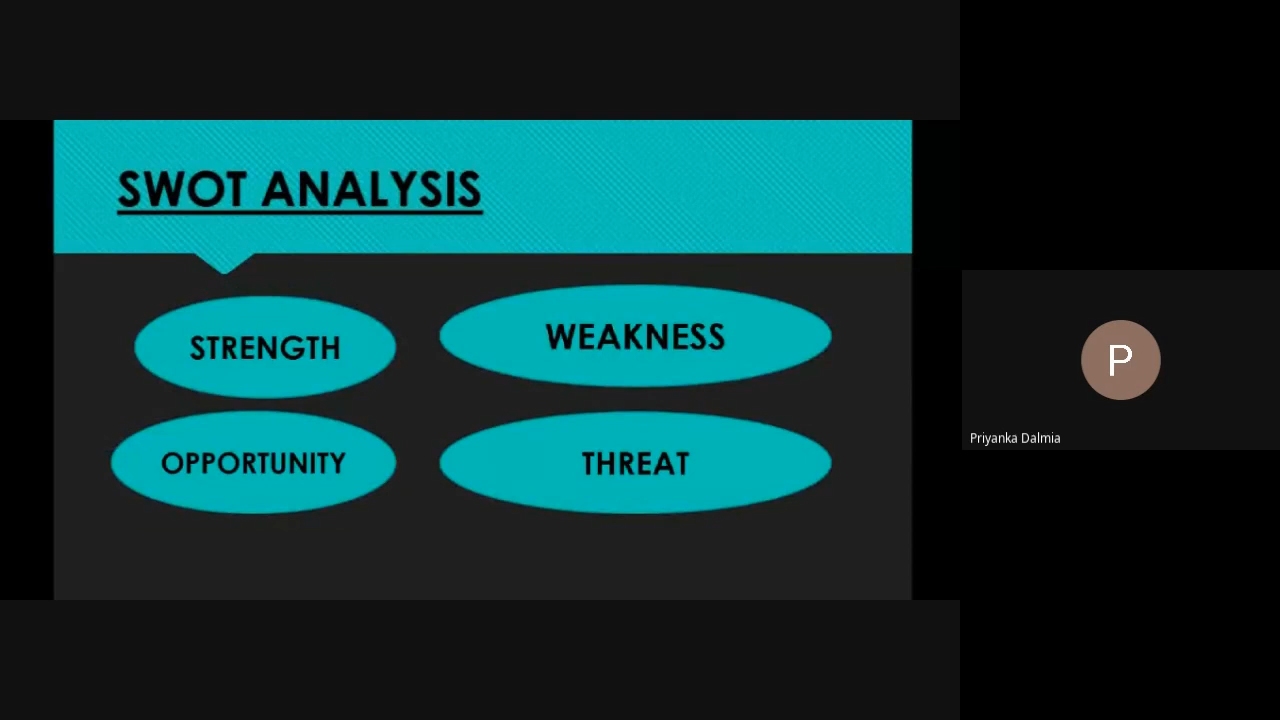 SWOT ANALYSIS
STRENGTH
WEAKNESS
OPPORTUNITY
THREAT
P
Priyanka Dalmia